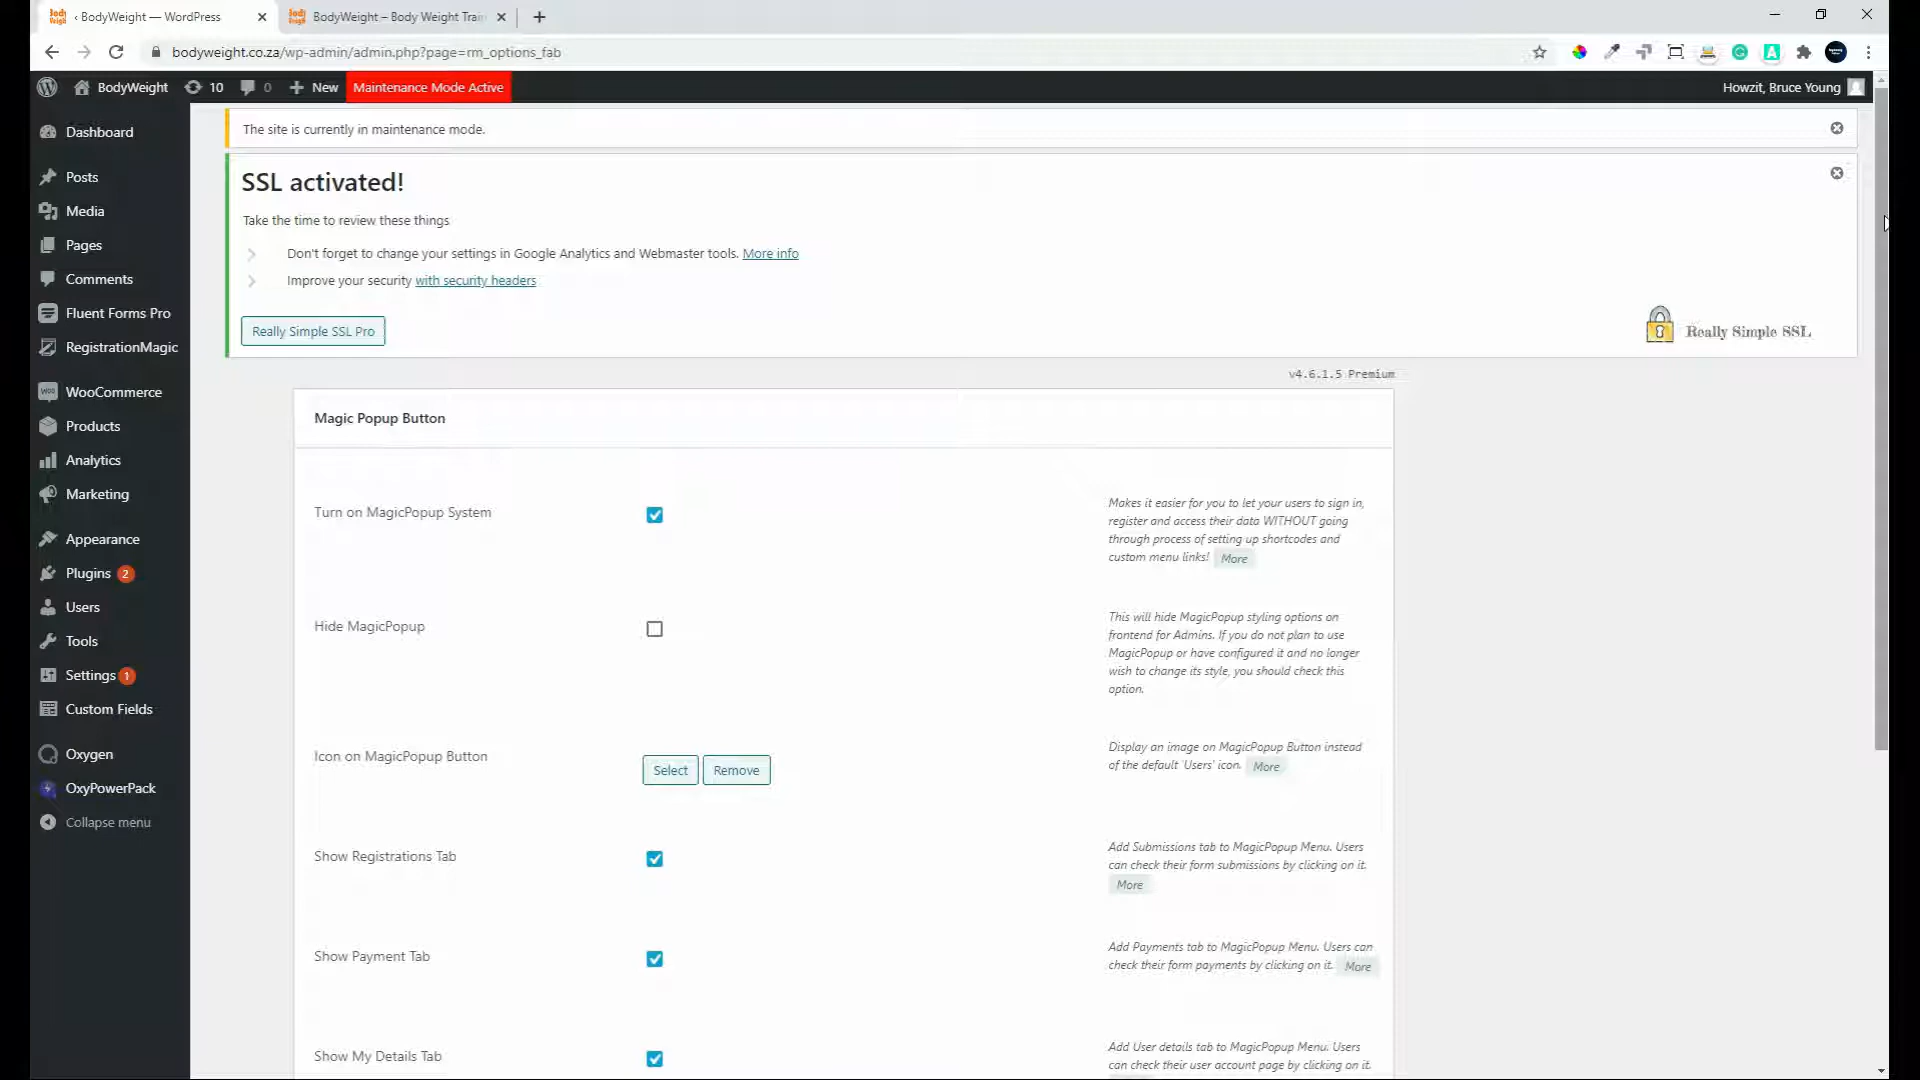 ‹ BodyWeight — WordPress
BodyWeight – Body Weight Train
bodyweight.co.za/wp-admin/admin.php?page=rm_options_fab
BodyWeight
10
0
New
Maintenance Mode Active
Howzit, Bruce Young
Dashboard
Posts
Media
Pages
Comments
Fluent Forms Pro
RegistrationMagic
WooCommerce
Products
Analytics
Marketing
Appearance
Plugins 2
Users
Tools
Settings 1
Custom Fields
Oxygen
OxyPowerPack
Collapse menu
The site is currently in maintenance mode.
SSL activated!
Take the time to review these things
Don't forget to change your settings in Google Analytics and Webmaster tools. More info
Improve your security with security headers
Really Simple SSL Pro
Really Simple SSL
v4.6.1.5 Premium
Magic Popup Button
Turn on MagicPopup System
Makes it easier for you to let your users to sign in,
register and access their data WITHOUT going
through process of setting up shortcodes and
custom menu links! More
Hide MagicPopup
This will hide MagicPopup styling options on
frontend for Admins. If you do not plan to use
MagicPopup or have configured it and no longer
wish to change its style, you should check this
option.
Icon on MagicPopup Button
Select
Remove
Display an image on MagicPopup Button instead
of the default 'Users' icon. More
Show Registrations Tab
Add Submissions tab to MagicPopup Menu. Users
can check their form submissions by clicking on it.
More
Show Payment Tab
Add Payments tab to MagicPopup Menu. Users can
check their form payments by clicking on it. More
Show My Details Tab
Add User details tab to MagicPopup Menu. Users
can check their user account page by clicking on it.